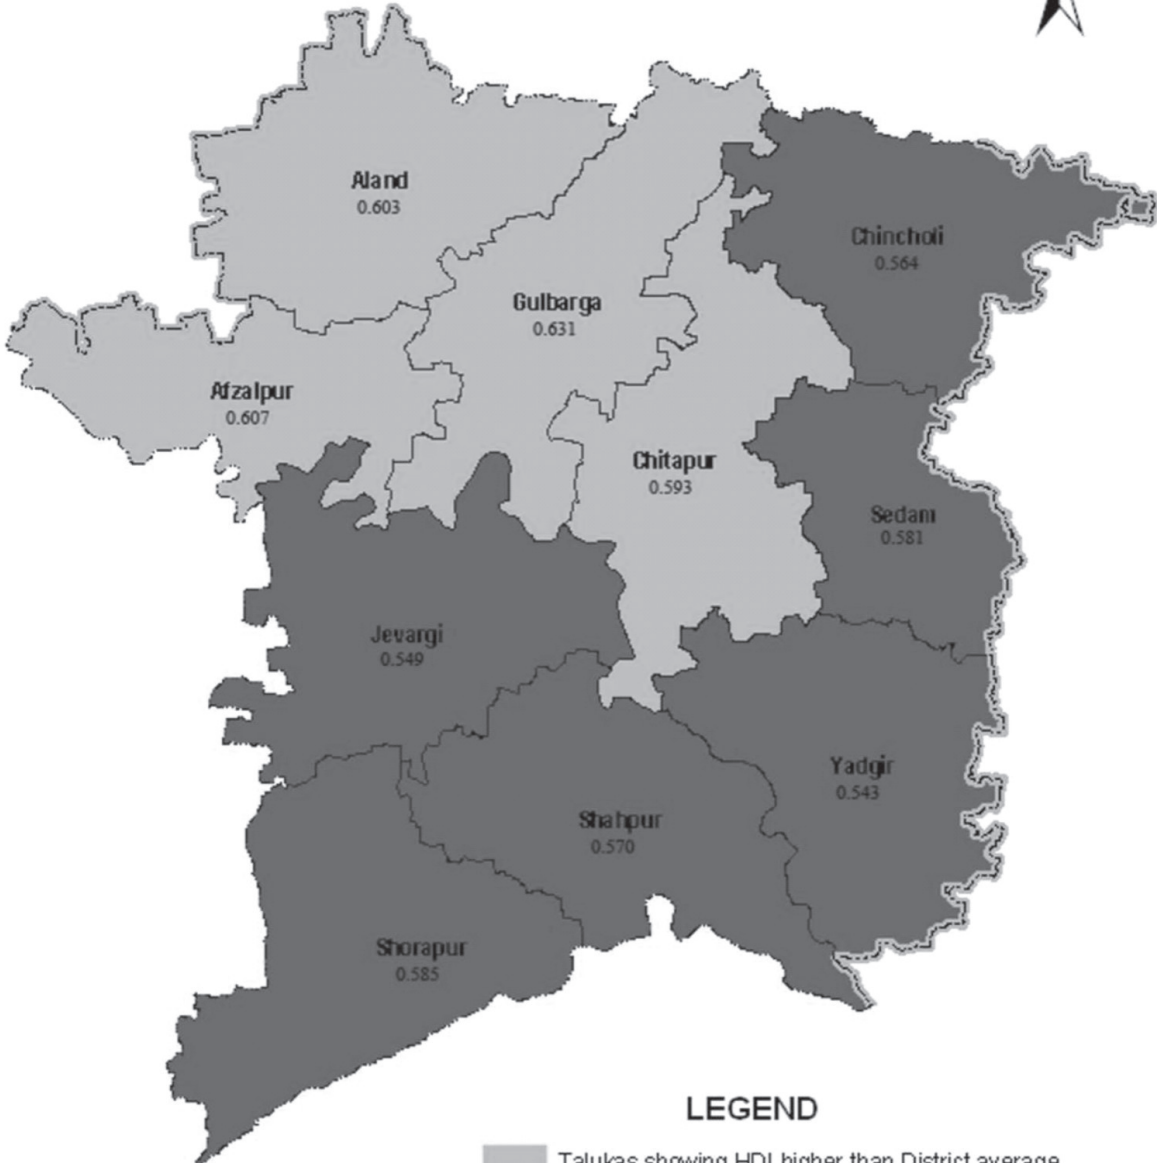 Aland
0.603
Chincholi
0.564
Gulbarga
0.631
Afzalpur
0.607
Chitapur
0.593
Sedam
0.581
Jevargi
0.549
Yadgir
0.543
Shahpur
0.570
Shorapur
0.585
LEGEND
Talukas showing HDI higher than District average